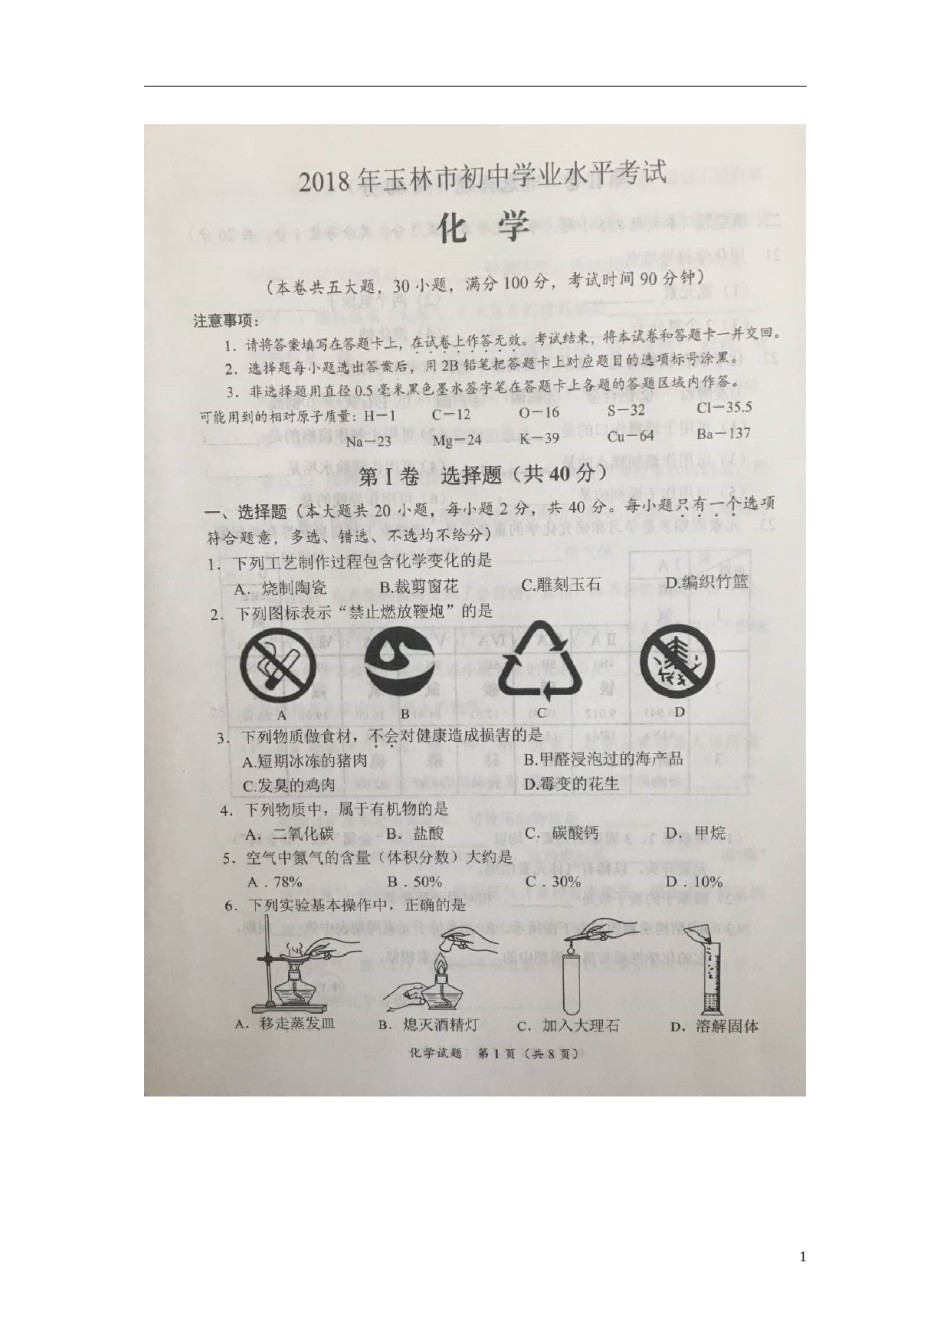 2018 年玉林市初中学业水平考试
化 学
（本卷共五大题，30 小题，满分 100 分，考试时间 90 分钟）
注意事项：
1．请将答案填写在答题卡上，在试卷上作答无效。考试结束，将本试卷和答题卡一并交回。
2．选择题每小题选出答案后，用 2B 铅笔把答题卡上对应题目的选项标号涂黑。
3．非选择题用直径 0.5 毫米黑色墨水签字笔在答题卡上各题的答题区域内作答。
可能用到的相对原子质量：H—1 C—12 O—16 S—32 Cl—35.5
Na—23 Mg—24 K—39 Cu—64 Ba—137
第Ⅰ卷 选择题（共 40 分）
一、选择题（本大题共 20 小题，每小题 2 分，共 40 分。每小题只有一个选项
符合题意，多选、错选、不选均不给分）
1．下列工艺制作过程包含化学变化的是
A．烧制陶瓷 B.裁剪窗花 C.雕刻玉石 D.编织竹篮
2．下列图标表示“禁止燃放鞭炮”的是
A B C D
3．下列物质做食材，不会对健康造成损害的是
A.短期冰冻的猪肉 B.甲醛浸泡过的海产品
C.发臭的鸡肉 D.霉变的花生
4．下列物质中，属于有机物的是
A．二氧化碳 B．盐酸 C．碳酸钙 D．甲烷
5．空气中氮气的含量（体积分数）大约是
A．78% B．50% C．30% D．10%
6．下列实验基本操作中，正确的是
A．移走蒸发皿 B．熄灭酒精灯 C．加入大理石 D．溶解固体
化学试题 第 1 页（共 8 页）
1